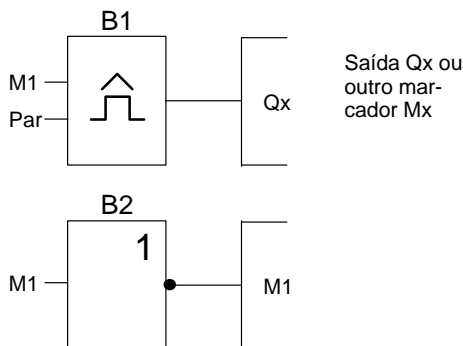 B1
M1
Par
Qx
Saída Qx ou
outro mar-
cador Mx
B2
1
M1
M1